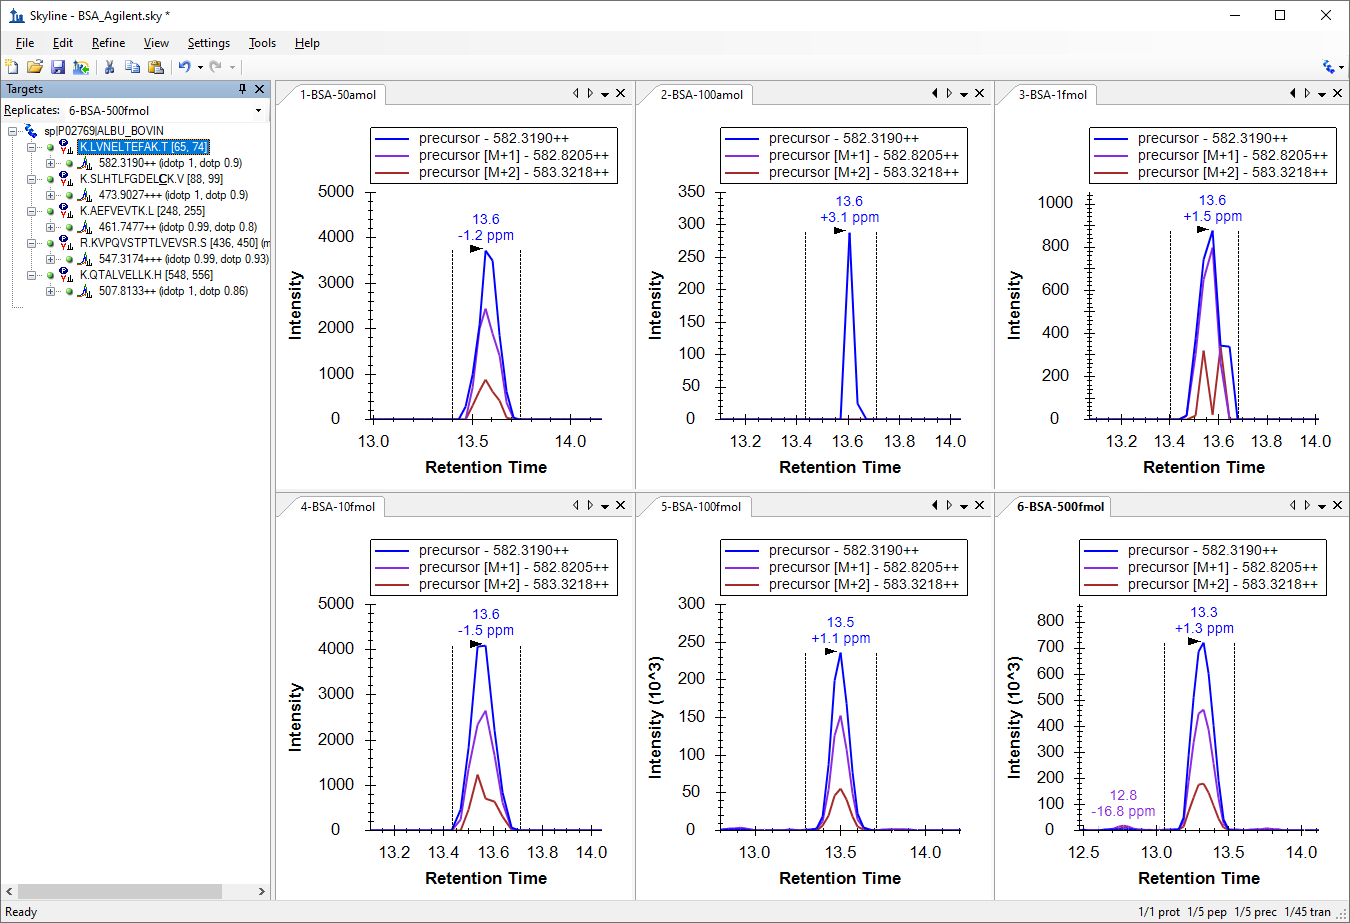 Skyline - BSA_Agilent.sky *
File Edit Refine View Settings Tools Help
Targets
Replicates: 6-BSA-500fmol
sp|P02769|ALBU_BOVIN
K.LVNELTEFAK.T [65, 74]
582.3190++ (idotp 1, dotp 0.9)
K.SLHTLFGDELCK.V [88, 99]
473.9027+++ (idotp 1, dotp 0.9)
K.AEFVEVTK.L [248, 255]
461.7477++ (idotp 0.99, dotp 0.8)
R.KVPQVSTPTLVEVSR.S [436, 450] (m
547.3174+++ (idotp 0.99, dotp 0.93)
K.QTALVELLK.H [548, 556]
507.8133++ (idotp 1, dotp 0.86)
1-BSA-50amol
precursor - 582.3190++
precursor [M+1] - 582.8205++
precursor [M+2] - 583.3218++
5000
4000
3000
2000
1000
0
13.6
-1.2 ppm
Intensity
13.0 13.5 14.0
Retention Time
2-BSA-100amol
precursor - 582.3190++
precursor [M+1] - 582.8205++
precursor [M+2] - 583.3218++
350
300
250
200
150
100
50
0
13.6
+3.1 ppm
Intensity
13.2 13.4 13.6 13.8 14.0
Retention Time
3-BSA-1fmol
precursor - 582.3190++
precursor [M+1] - 582.8205++
precursor [M+2] - 583.3218++
1000
800
600
400
200
0
13.6
+1.5 ppm
Intensity
13.2 13.4 13.6 13.8 14.0
Retention Time
4-BSA-10fmol
precursor - 582.3190++
precursor [M+1] - 582.8205++
precursor [M+2] - 583.3218++
5000
4000
3000
2000
1000
0
13.6
-1.5 ppm
Intensity
13.2 13.4 13.6 13.8 14.0
Retention Time
5-BSA-100fmol
precursor - 582.3190++
precursor [M+1] - 582.8205++
precursor [M+2] - 583.3218++
300
250
200
150
100
50
0
13.5
+1.1 ppm
Intensity (10^3)
13.0 13.5 14.0
Retention Time
6-BSA-500fmol
precursor - 582.3190++
precursor [M+1] - 582.8205++
precursor [M+2] - 583.3218++
800
700
600
500
400
300
200
100
0
13.3
+1.3 ppm
12.8
-16.8 ppm
Intensity (10^3)
12.5 13.0 13.5 14.0
Retention Time
Ready
1/1 prot 1/5 pep 1/5 prec 1/45 tran